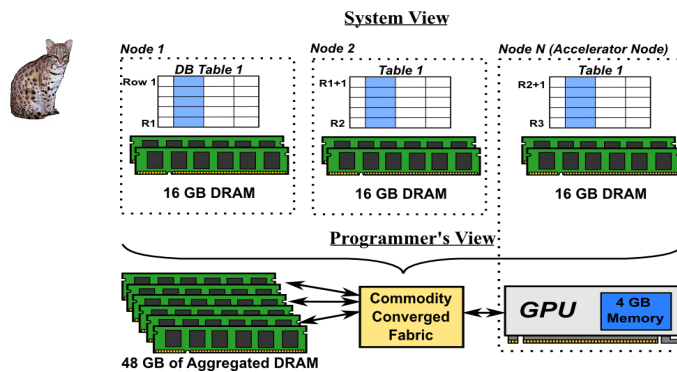 System View
Node 1
Node 2
Node N (Accelerator Node)
DB Table 1
Table 1
Table 1
Row 1
R1+1
R2+1
R1
R2
R3
16 GB DRAM
16 GB DRAM
16 GB DRAM
Programmer's View
Commodity
Converged
Fabric
GPU
4 GB
Memory
48 GB of Aggregated DRAM